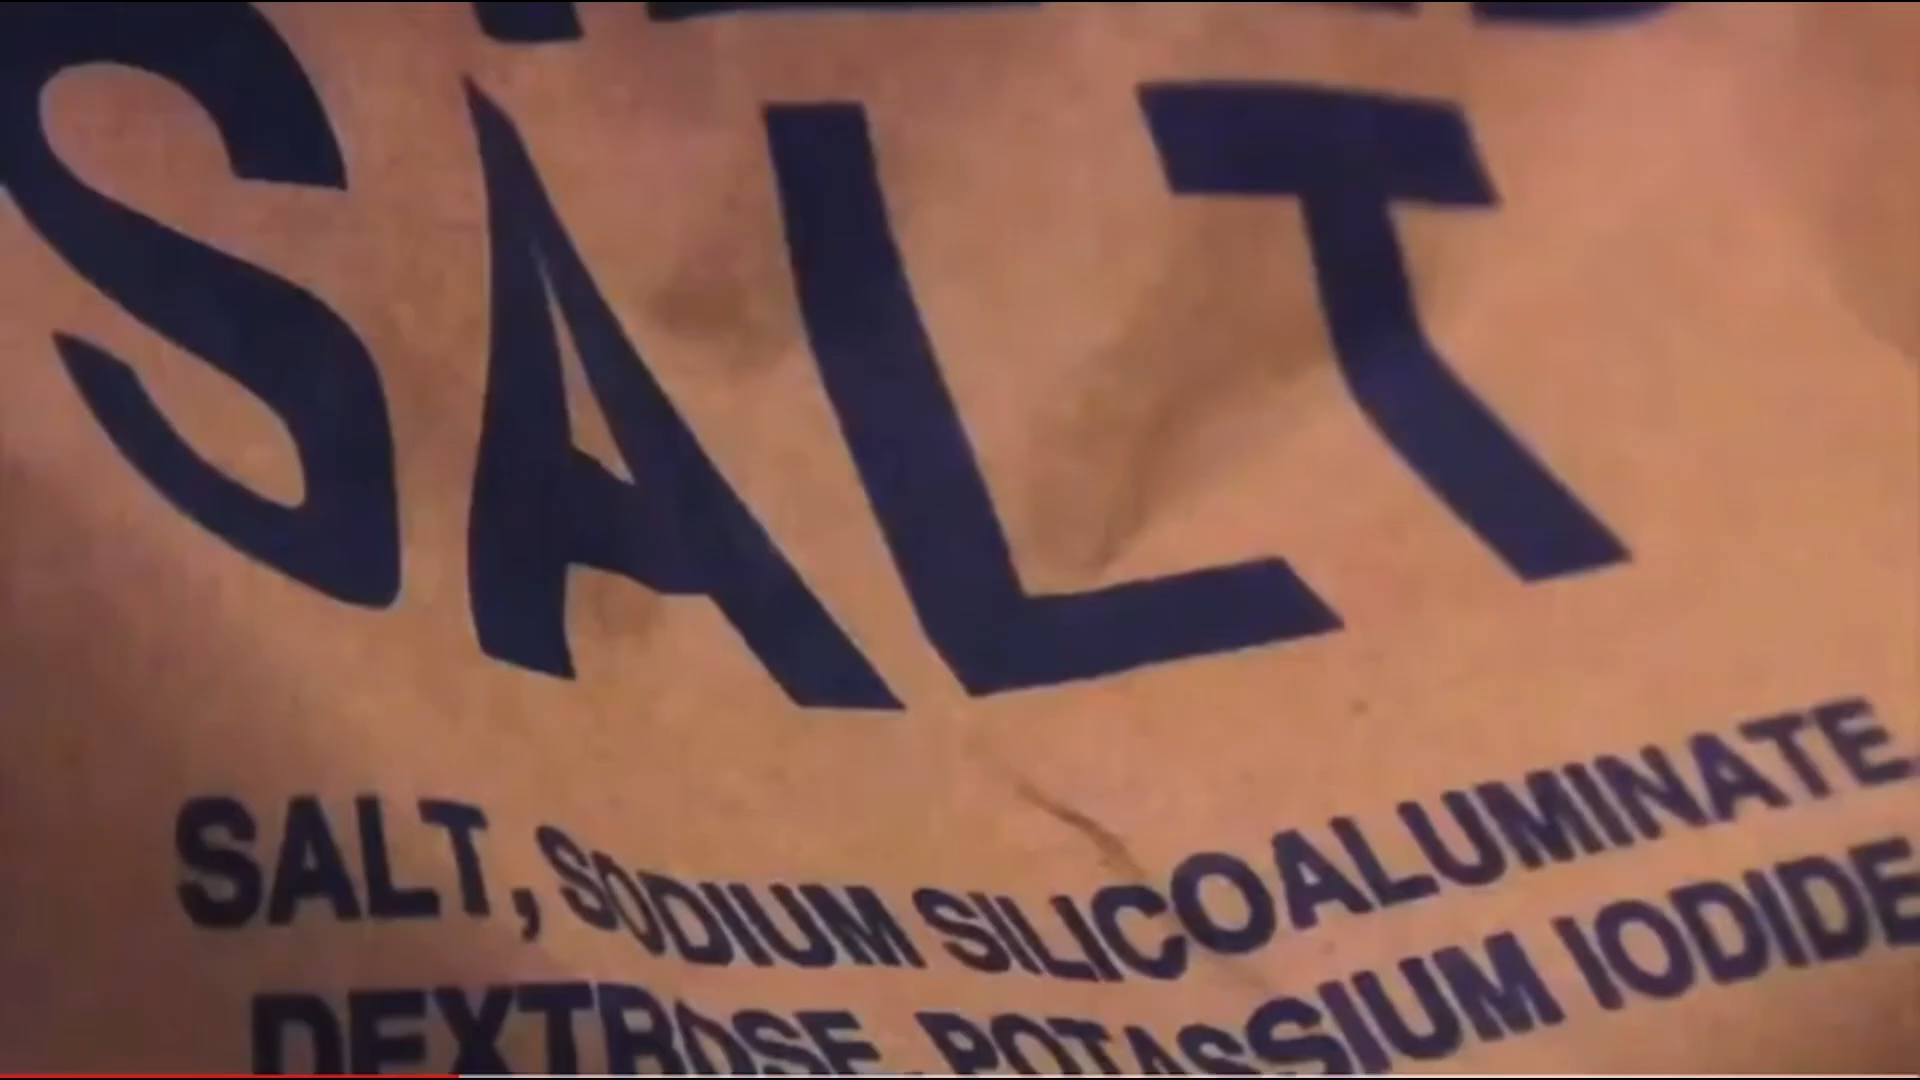 SALT
SALT, SODIUM SILICOALUMINATE,
DEXTROSE, POTASSIUM IODIDE